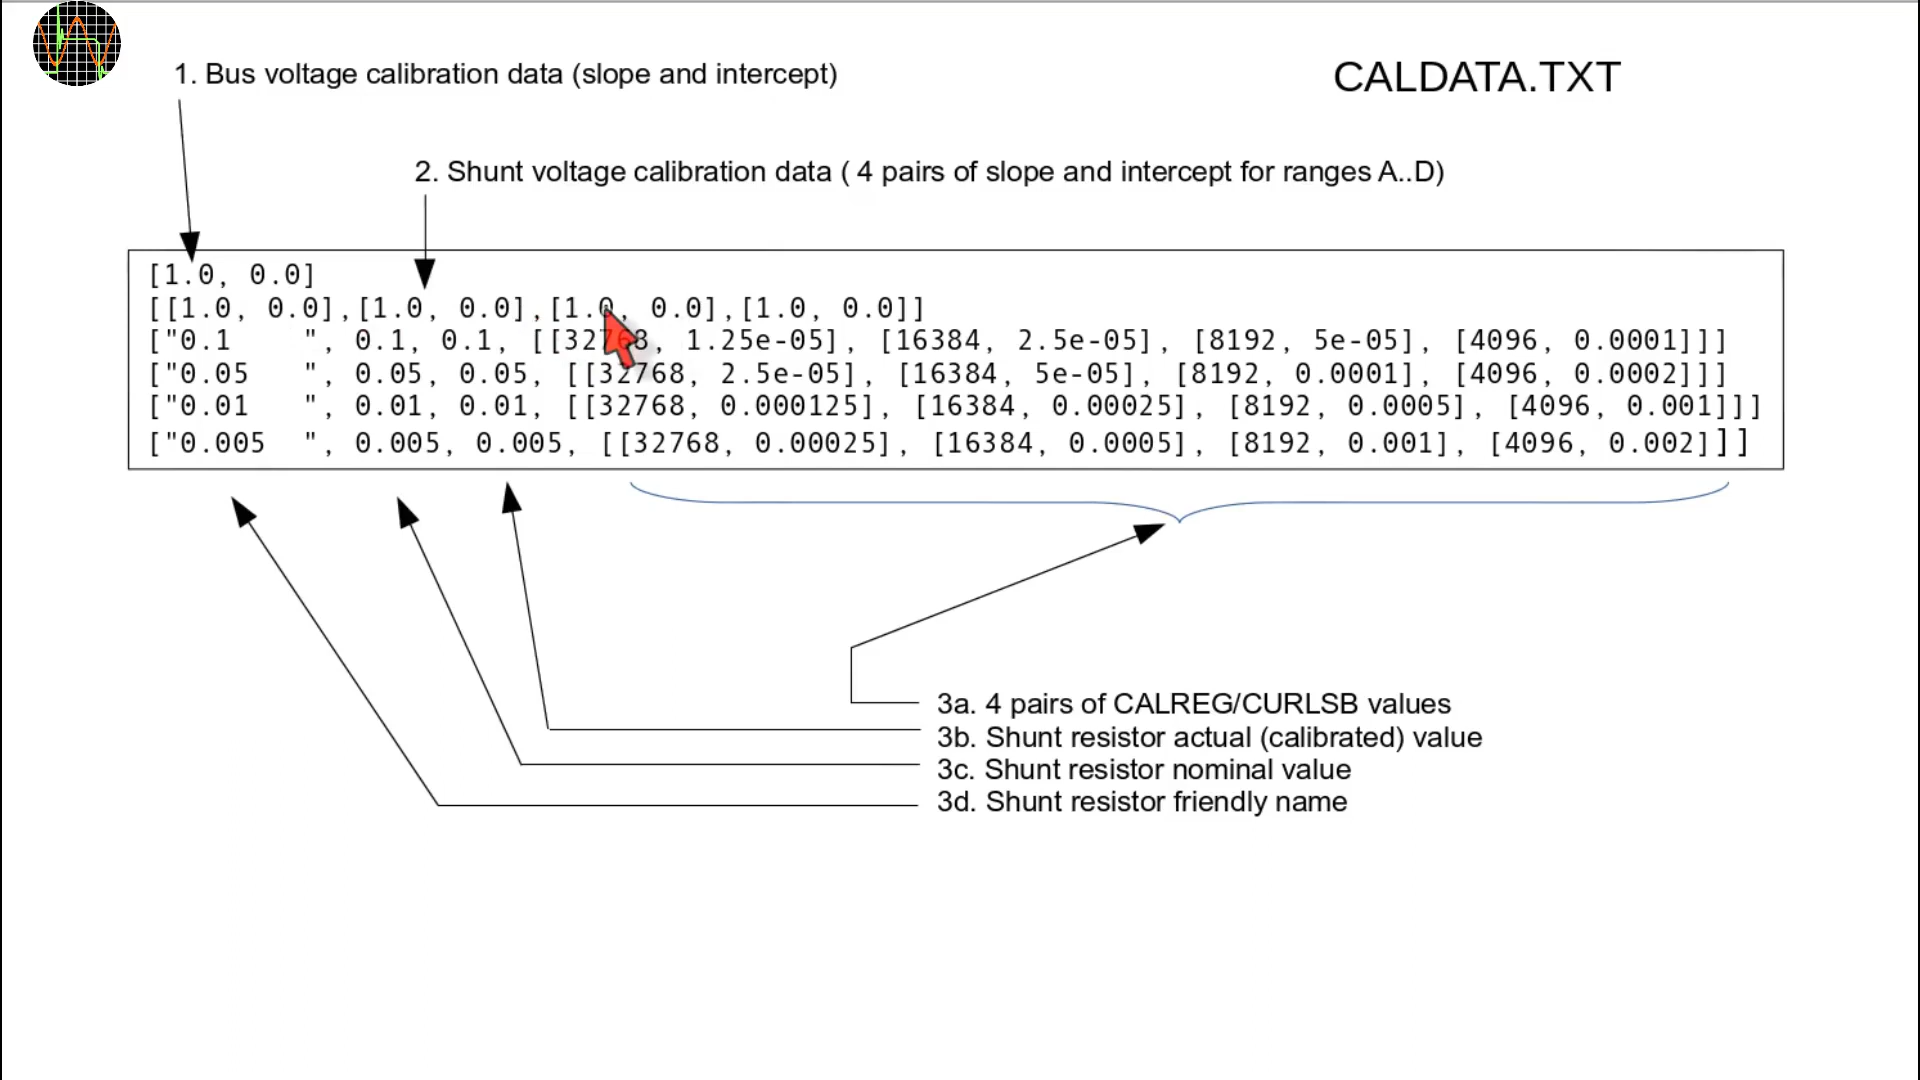 1. Bus voltage calibration data (slope and intercept)
CALDATA.TXT
2. Shunt voltage calibration data ( 4 pairs of slope and intercept for ranges A..D)
[1.0, 0.0]
[[1.0, 0.0],[1.0, 0.0],[1.0, 0.0],[1.0, 0.0]]
["0.1    ", 0.1, 0.1, [[32768, 1.25e-05], [16384, 2.5e-05], [8192, 5e-05], [4096, 0.0001]]]
["0.05   ", 0.05, 0.05, [[32768, 2.5e-05], [16384, 5e-05], [8192, 0.0001], [4096, 0.0002]]]
["0.01   ", 0.01, 0.01, [[32768, 0.000125], [16384, 0.00025], [8192, 0.0005], [4096, 0.001]]]
["0.005  ", 0.005, 0.005, [[32768, 0.00025], [16384, 0.0005], [8192, 0.001], [4096, 0.002]]]
3a. 4 pairs of CALREG/CURLSB values
3b. Shunt resistor actual (calibrated) value
3c. Shunt resistor nominal value
3d. Shunt resistor friendly name